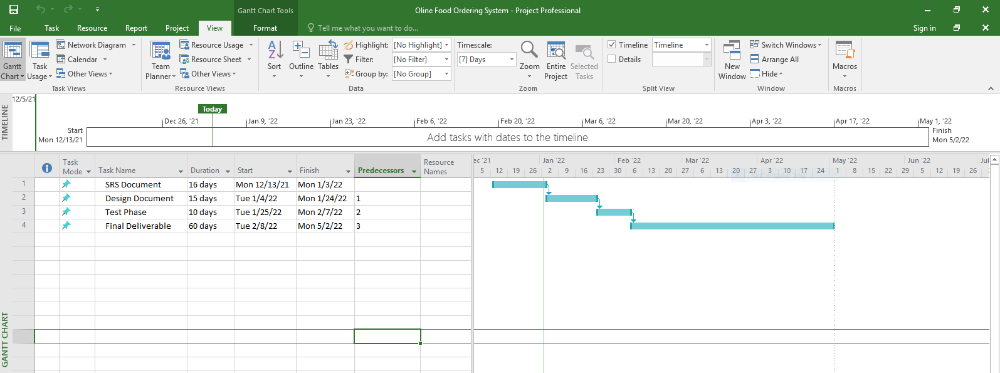 Gantt Chart Tools
Oline Food Ordering System - Project Professional
File Task Resource Report Project View Format Tell me what you want to do... Sign in
Gantt Chart
Task Usage
Network Diagram
Calendar
Other Views
Task Views
Team Planner
Resource Usage
Resource Sheet
Other Views
Resource Views
Sort
Outline
Tables
Highlight: [No Highlight]
Filter: [No Filter]
Group by: [No Group]
Data
Timescale:
[7] Days
Zoom
Entire Project
Selected Tasks
Zoom
Timeline Timeline
Details
Split View
New Window
Switch Windows
Arrange All
Hide
Window
Macros
Macros
TIMELINE
12/5/21
Today
Dec 26, '21 Jan 9, '22 Jan 23, '22 Feb 6, '22 Feb 20, '22 Mar 6, '22 Mar 20, '22 Apr 3, '22 Apr 17, '22 May 1, '22
Start
Mon 12/13/21
Add tasks with dates to the timeline
Finish
Mon 5/2/22
Task Mode Task Name Duration Start Finish Predecessors Resource Names
1 SRS Document 16 days Mon 12/13/21 Mon 1/3/22
2 Design Document 15 days Tue 1/4/22 Mon 1/24/22 1
3 Test Phase 10 days Tue 1/25/22 Mon 2/7/22 2
4 Final Deliverable 60 days Tue 2/8/22 Mon 5/2/22 3
ec '21 Jan '22 Feb '22 Mar '22 Apr '22 May '22 Jun '22 Jul
5 12 19 26 2 9 16 23 30 6 13 20 27 6 13 20 27 3 10 17 24 1 8 15 22 29 5 12 19 26
GANTT CHART